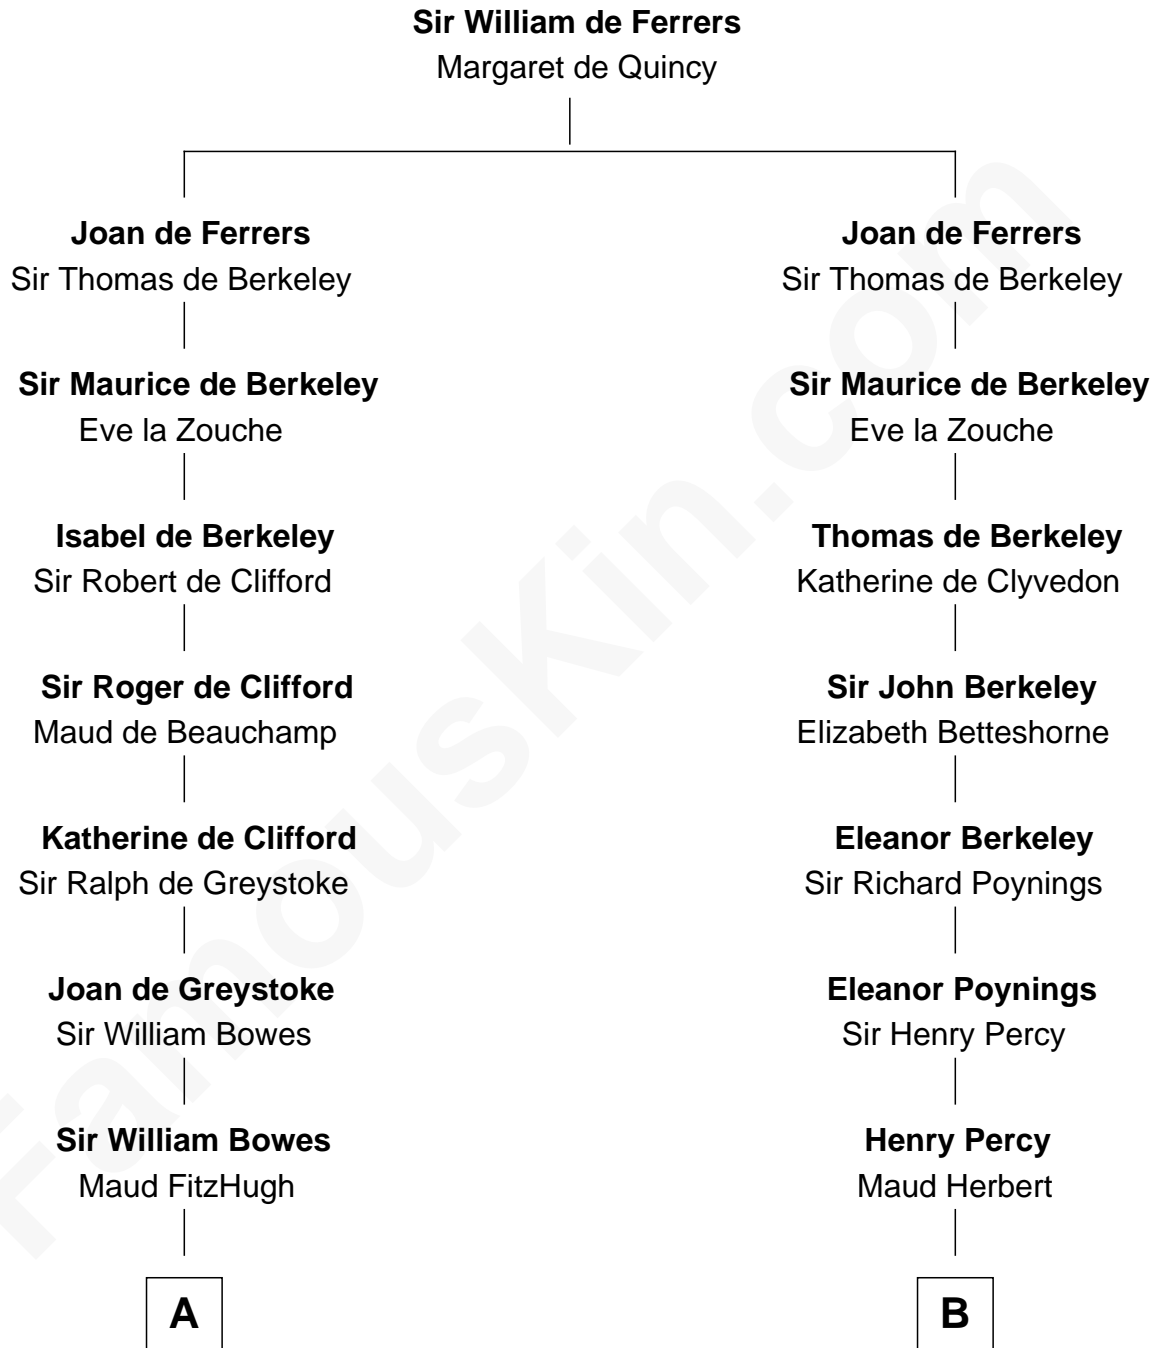 Sir William de Ferrers
Margaret de Quincy
Joan de Ferrers
Sir Thomas de Berkeley
Sir Maurice de Berkeley
Eve la Zouche
Isabel de Berkeley
Sir Robert de Clifford
Sir Roger de Clifford
Maud de Beauchamp
Katherine de Clifford
Sir Ralph de Greystoke
Joan de Greystoke
Sir William Bowes
Sir William Bowes
Maud FitzHugh
A
Joan de Ferrers
Sir Thomas de Berkeley
Sir Maurice de Berkeley
Eve la Zouche
Thomas de Berkeley
Katherine de Clyvedon
Sir John Berkeley
Elizabeth Betteshorne
Eleanor Berkeley
Sir Richard Poynings
Eleanor Poynings
Sir Henry Percy
Henry Percy
Maud Herbert
B
FamousKin.com